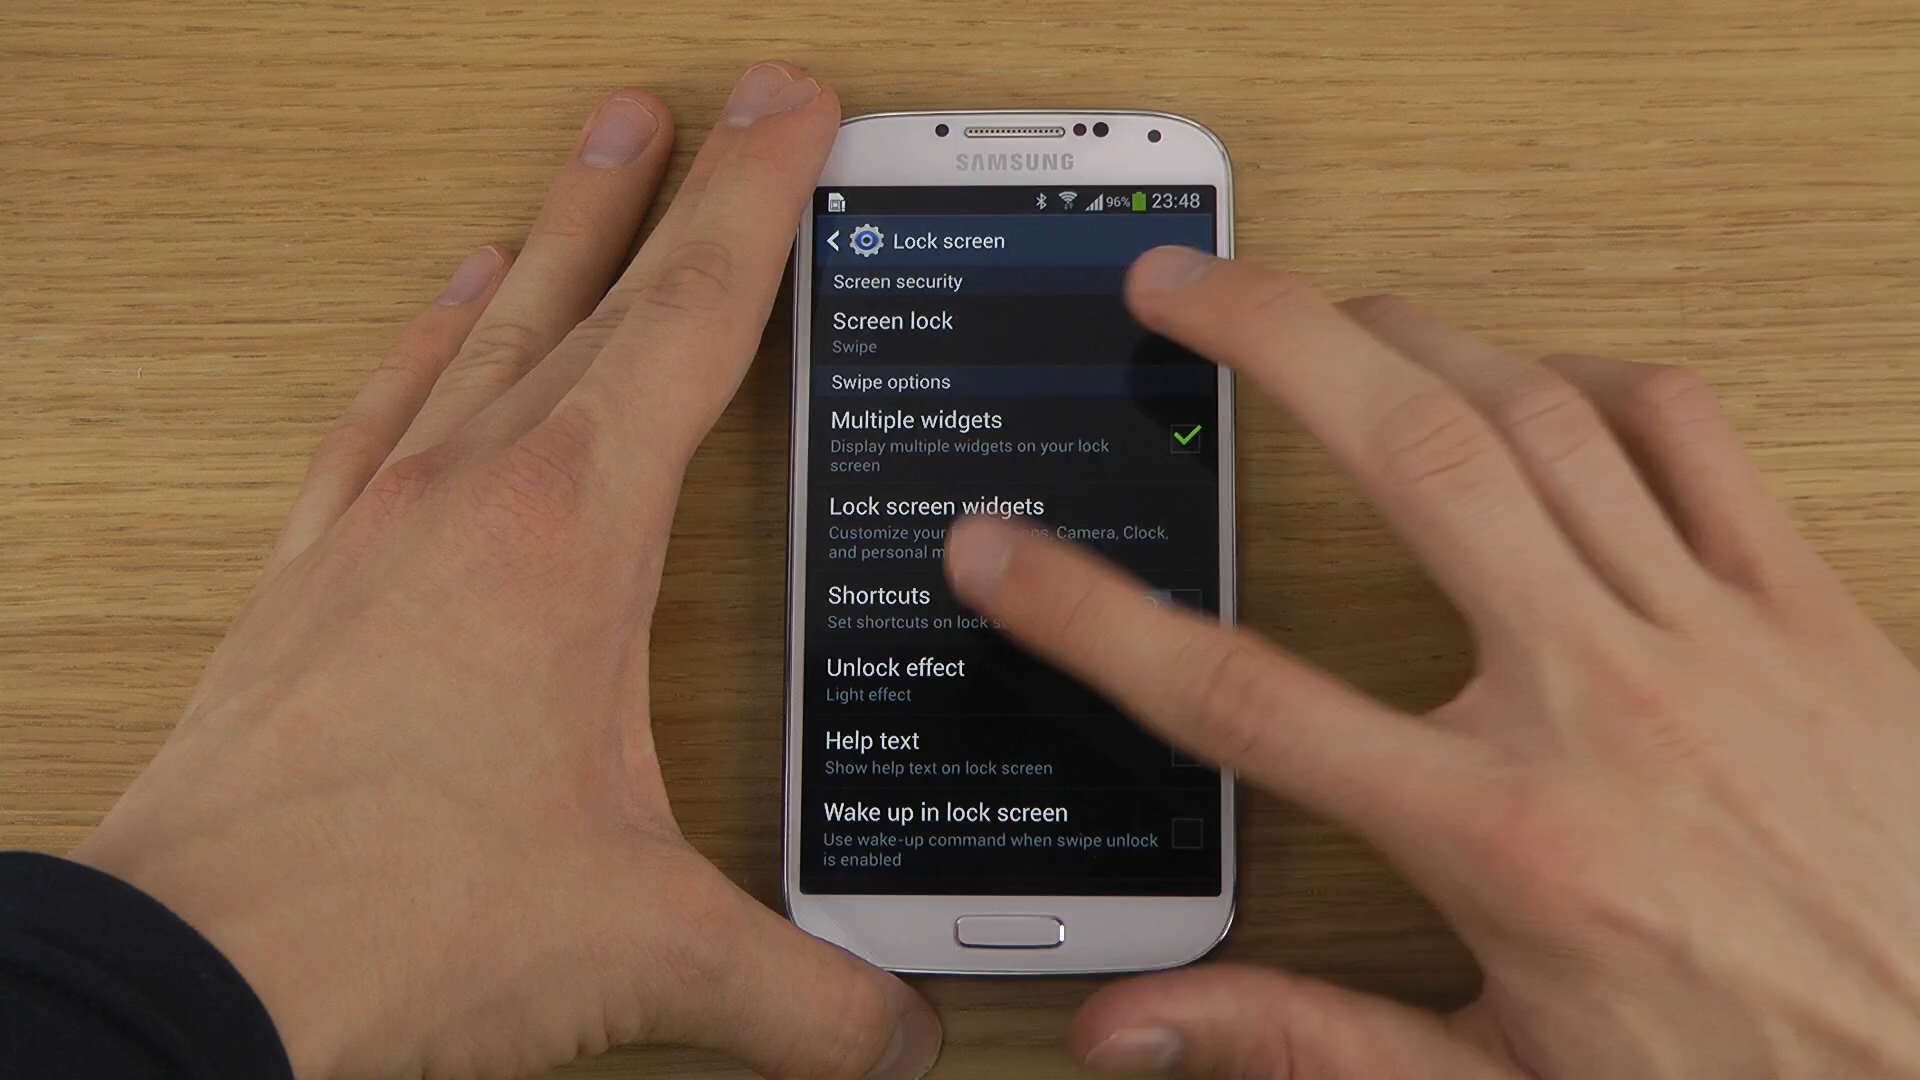 SAMSUNG
96% 23:48
Lock screen
Screen security
Screen lock
Swipe
Swipe options
Multiple widgets
Display multiple widgets on your lock
screen
Lock screen widgets
Customize your Camera, Clock,
and personal
Shortcuts
Set shortcuts on lock
Unlock effect
Light effect
Help text
Show help text on lock screen
Wake up in lock screen
Use wake-up command when swipe unlock
is enabled